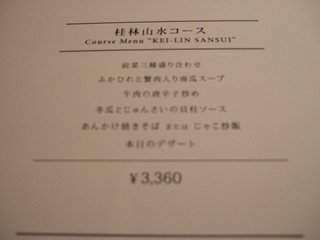 桂林山水コース
Course Menu "KEI-LIN SANSUI"
前菜三種盛り合わせ
ふかひれと蟹肉入り南瓜スープ
牛肉の唐辛子炒め
冬瓜とじゅんさいの貝柱ソース
あんかけ焼きそば または じゃこ炒飯
本日のデザート
¥3,360